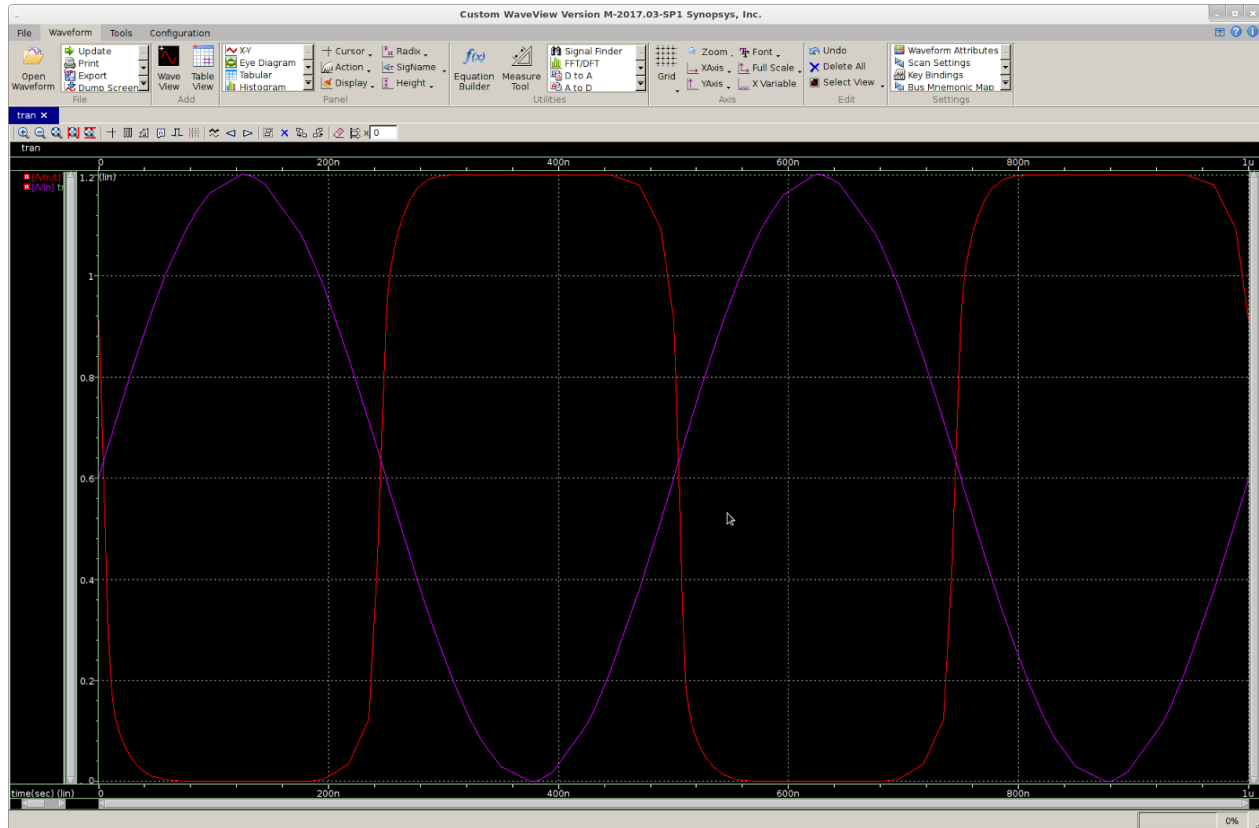 Custom WaveView Version M-2017.03-SP1 Synopsys, Inc.
File Waveform Tools Configuration
Open Waveform
Update
Print
Export
Dump Screen
File
Wave View
Table View
Add
X-Y
Eye Diagram
Tabular
Histogram
Cursor
Action
Display
Radix
SigName
Height
Panel
Equation Builder
Measure Tool
Signal Finder
FFT/DFT
D to A
A to D
Utilities
Grid
Zoom
XAxis
YAxis
Font
Full Scale
X Variable
Axis
Undo
Delete All
Select View
Edit
Waveform Attributes
Scan Settings
Key Bindings
Bus Mnemonic Map
Settings
tran
x 0
tran
0 200n 400n 600n 800n 1u
[/vout]
[/vin] tr
1.2 (lin)
1
0.8
0.6
0.4
0.2
0
time(sec) (lin) 200n 400n 600n 800n 1u
0%